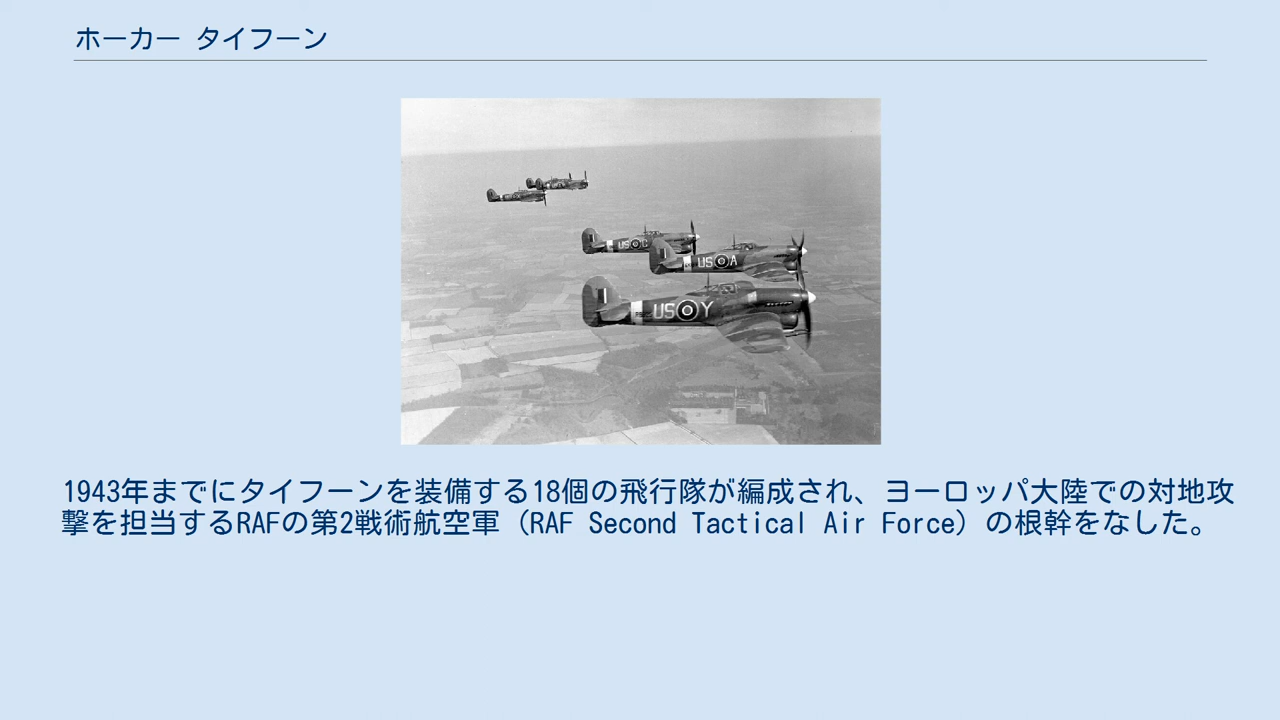 ホーカー タイフーン
US C
US A
US Y
1943年までにタイフーンを装備する18個の飛行隊が編成され、ヨーロッパ大陸での対地攻
撃を担当するRAFの第2戦術航空軍（RAF Second Tactical Air Force）の根幹をなした。